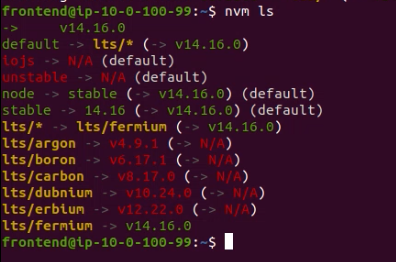 frontend@ip-10-0-100-99:~$ nvm ls
->     v14.16.0
default -> lts/* (-> v14.16.0)
iojs -> N/A (default)
unstable -> N/A (default)
node -> stable (-> v14.16.0) (default)
stable -> 14.16 (-> v14.16.0) (default)
lts/* -> lts/fermium (-> v14.16.0)
lts/argon -> v4.9.1 (-> N/A)
lts/boron -> v6.17.1 (-> N/A)
lts/carbon -> v8.17.0 (-> N/A)
lts/dubnium -> v10.24.0 (-> N/A)
lts/erbium -> v12.22.0 (-> N/A)
lts/fermium -> v14.16.0
frontend@ip-10-0-100-99:~$